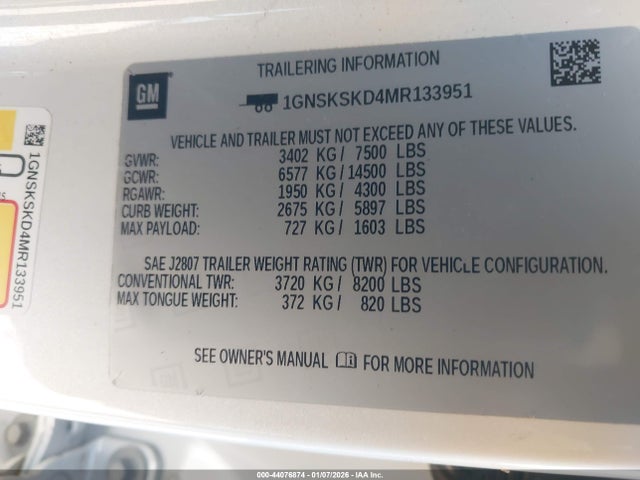 GM
TRAILERING INFORMATION
1GNSKSKD4MR133951
VEHICLE AND TRAILER MUST NOT EXCEED ANY OF THESE VALUES.
GVWR: 3402 KG / 7500 LBS
GCWR: 6577 KG / 14500 LBS
RGAWR: 1950 KG / 4300 LBS
CURB WEIGHT: 2675 KG / 5897 LBS
MAX PAYLOAD: 727 KG / 1603 LBS
SAE J2807 TRAILER WEIGHT RATING (TWR) FOR VEHICLE CONFIGURATION.
CONVENTIONAL TWR: 3720 KG / 8200 LBS
MAX TONGUE WEIGHT: 372 KG / 820 LBS
SEE OWNER'S MANUAL FOR MORE INFORMATION
GM
1GNSKSKD4MR133951
000-44076874 | 01/07/2026 - IAA, Inc.